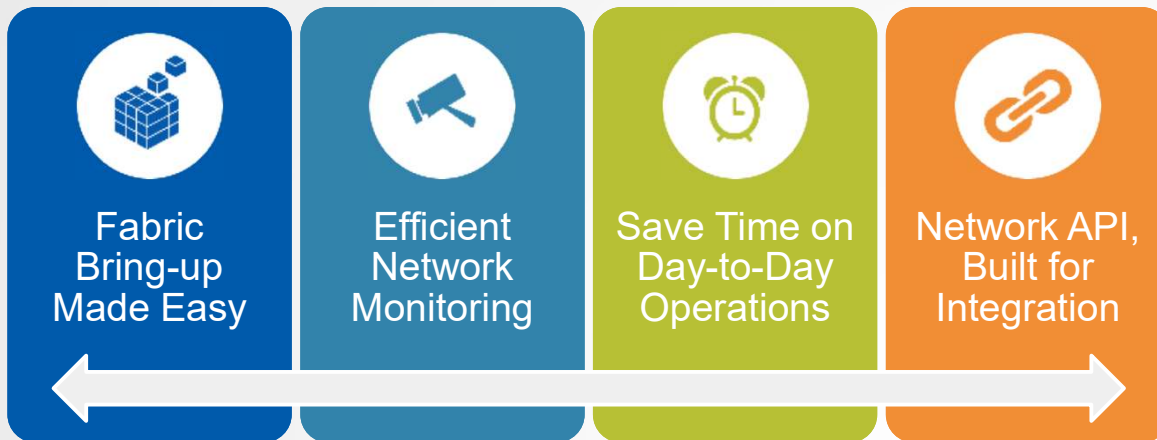 Fabric
Bring-up
Made Easy
Efficient
Network
Monitoring
Save Time on
Day-to-Day
Operations
Network API,
Built for
Integration